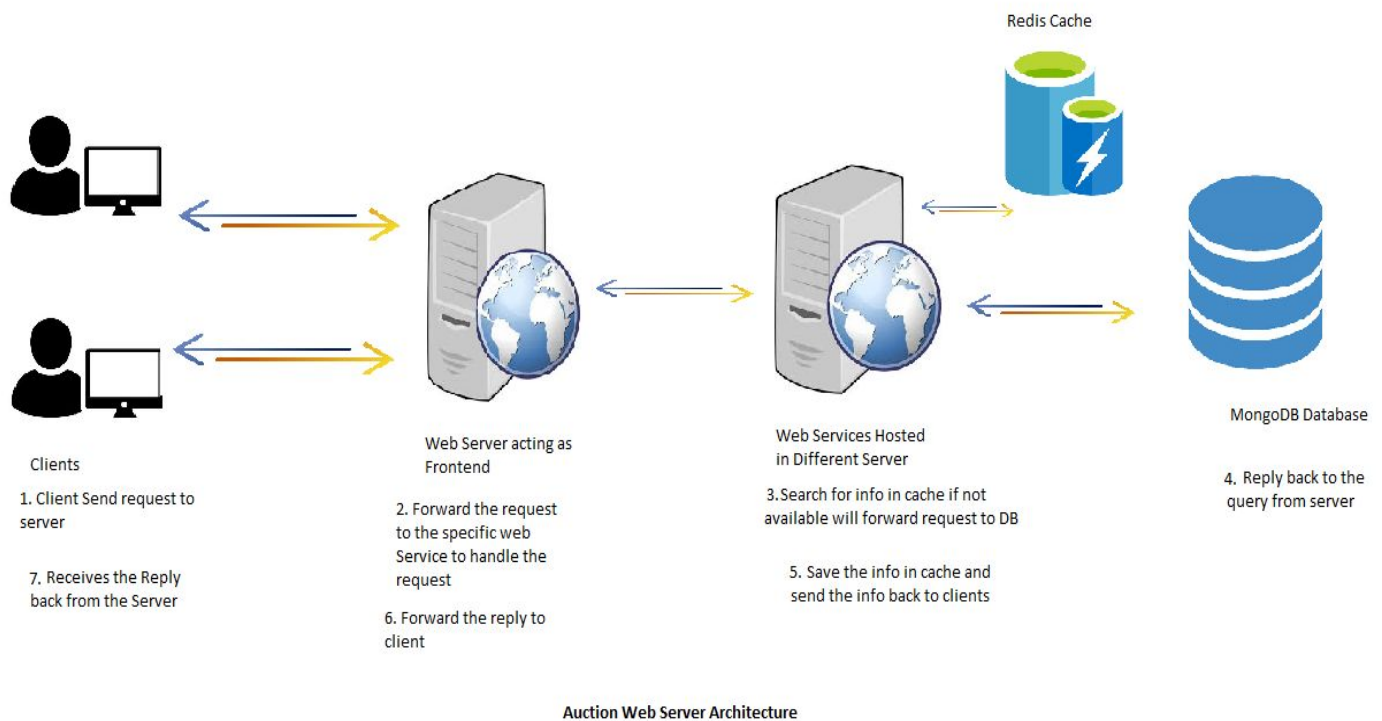 Redis Cache
Clients
1. Client Send request to
server
7. Receives the Reply
back from the Server
Web Server acting as
Frontend
2. Forward the request
to the specific web
Service to handle the
request
6. Forward the reply to
client
Web Services Hosted
in Different Server
3.Search for info in cache if not
available will forward request to DB
5. Save the info in cache and
send the info back to clients
MongoDB Database
4. Reply back to the
query from server
Auction Web Server Architecture